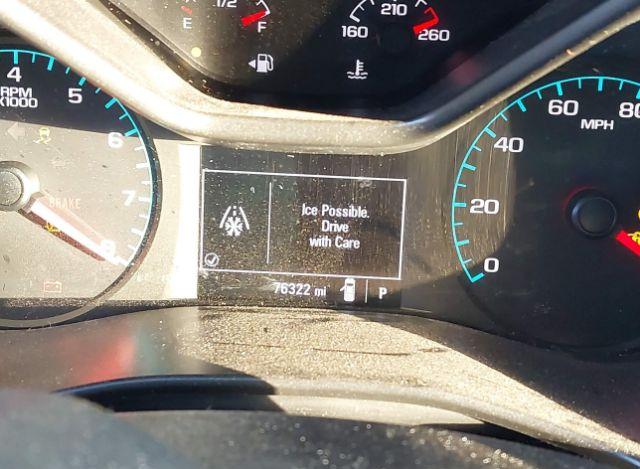 1/2
E
F
160
210
260
4
5
6
7
8
RPM
X1000
BRAKE
Ice Possible.
Drive
with Care
76322 mi
P
0
20
40
60
80
MPH